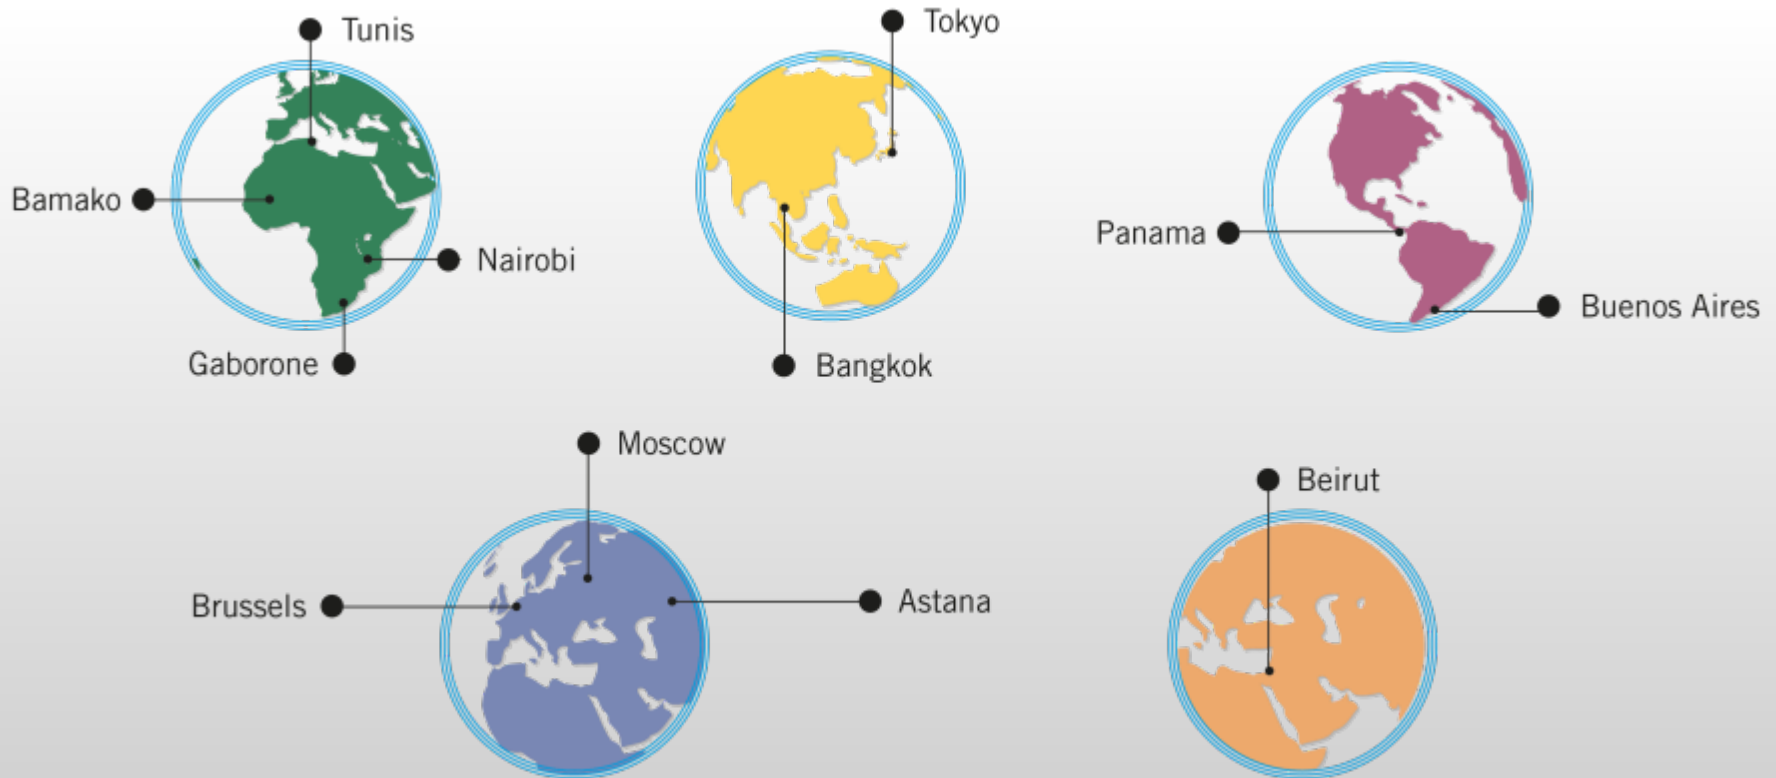 Tunis
Tokyo
Bamako
Panama
Nairobi
Buenos Aires
Gaborone
Bangkok
Moscow
Beirut
Brussels
Astana